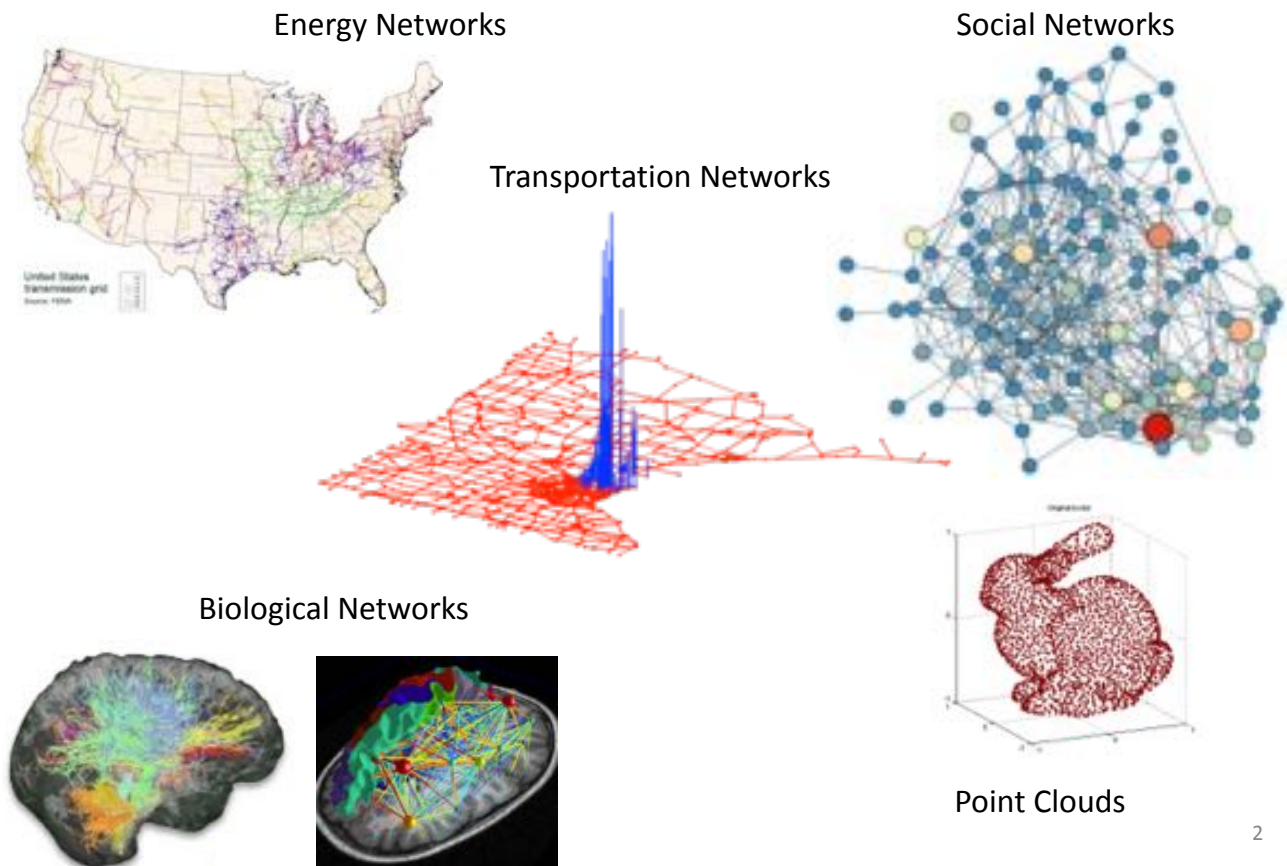 Energy Networks
Social Networks
Transportation Networks
United States
transmission grid
Biological Networks
Point Clouds
2